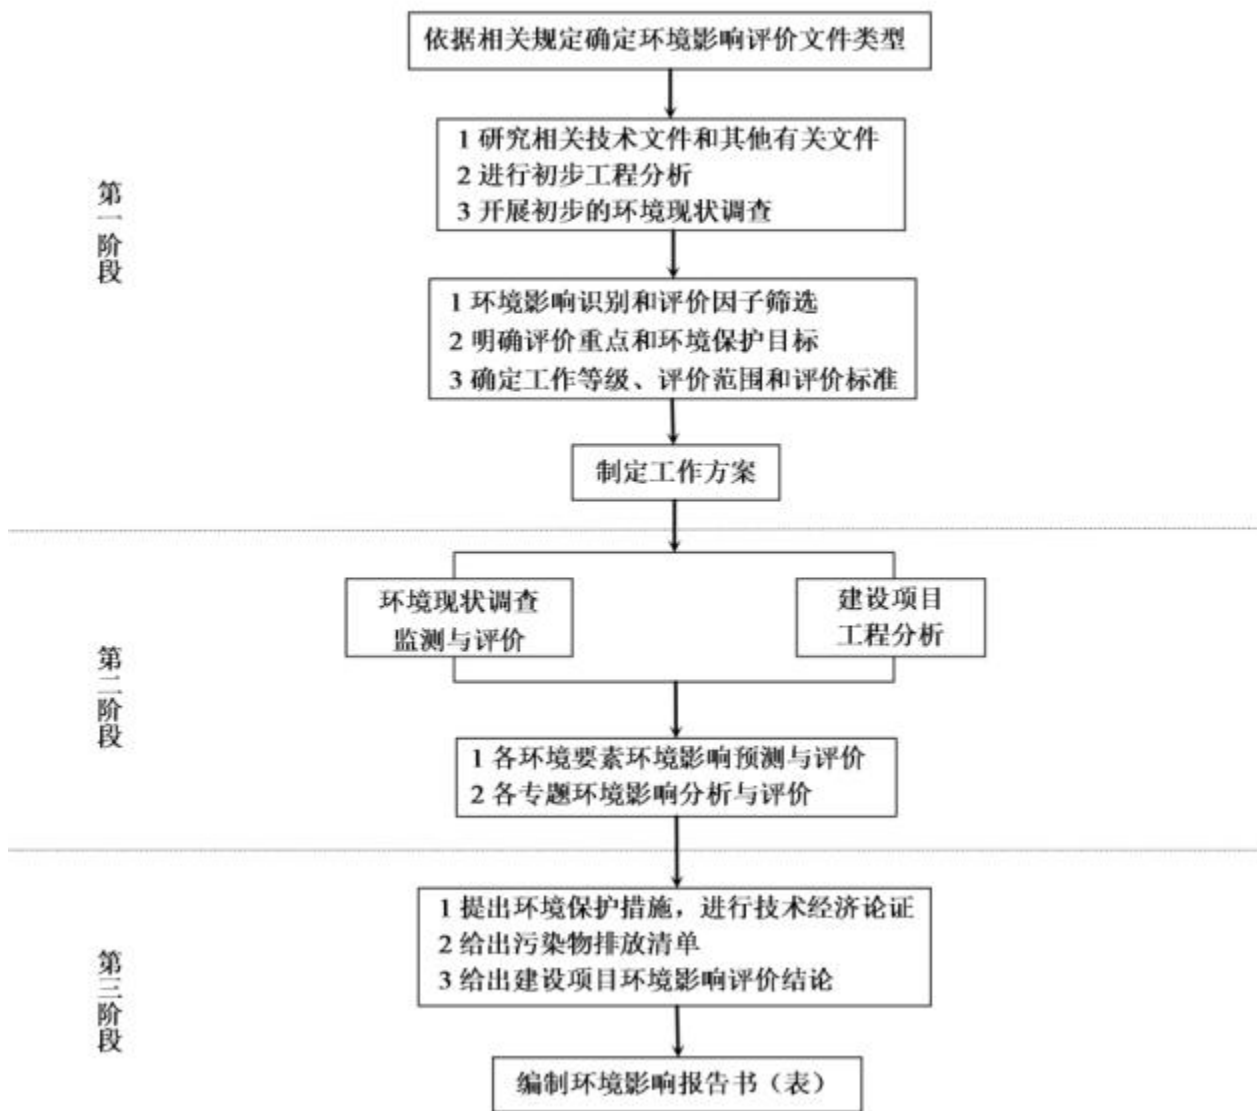 依据相关规定确定环境影响评价文件类型
1 研究相关技术文件和其他有关文件
2 进行初步工程分析
3 开展初步的环境现状调查
第一阶段
1 环境影响识别和评价因子筛选
2 明确评价重点和环境保护目标
3 确定工作等级、评价范围和评价标准
制定工作方案
环境现状调查
监测与评价
建设项目
工程分析
第二阶段
1 各环境要素环境影响预测与评价
2 各专题环境影响分析与评价
1 提出环境保护措施，进行技术经济论证
2 给出污染物排放清单
3 给出建设项目环境影响评价结论
第三阶段
编制环境影响报告书（表）